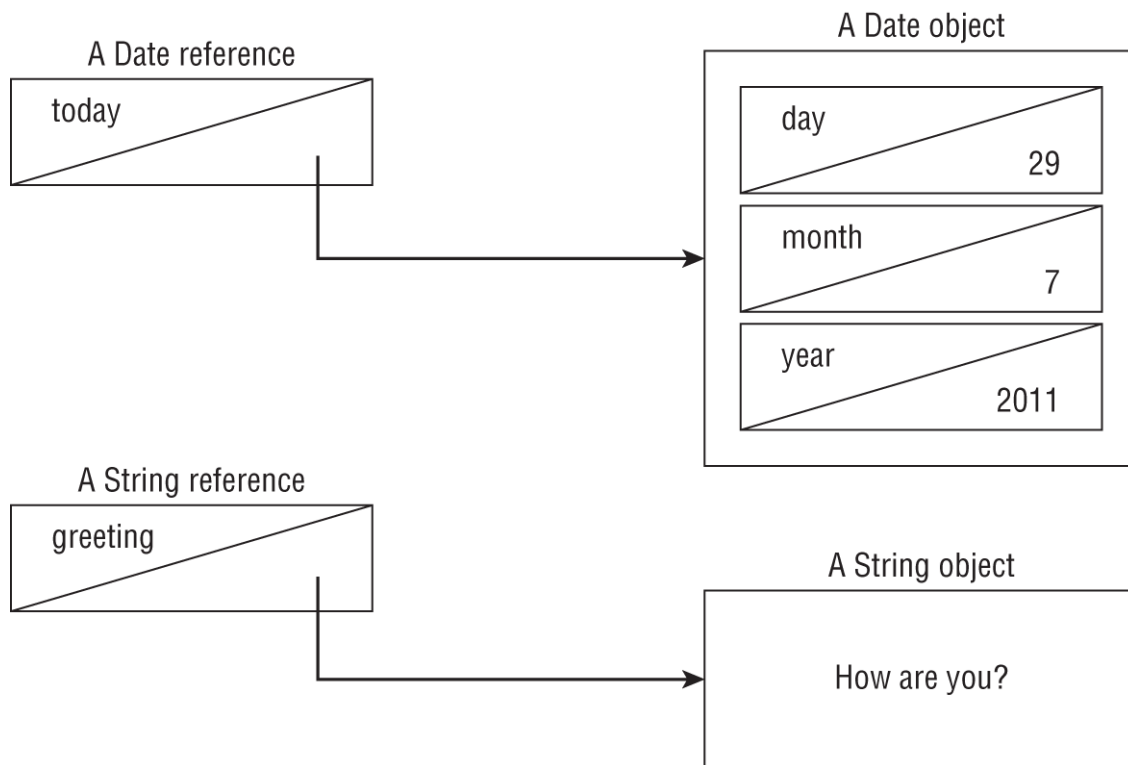 A Date reference
today
A Date object
day
29
month
7
year
2011
A String reference
greeting
A String object
How are you?